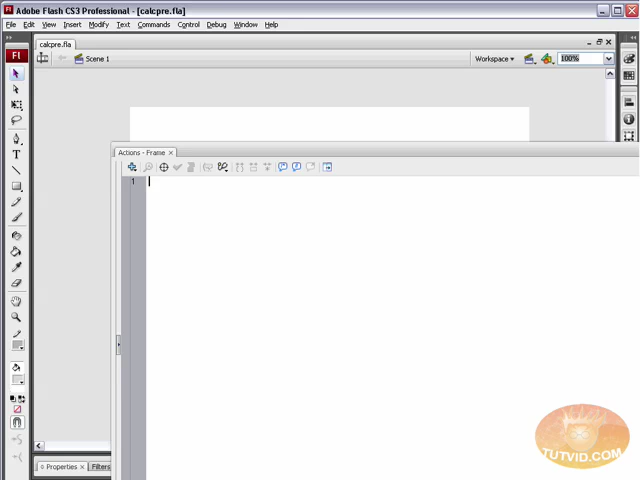 Adobe Flash CS3 Professional - [calcpre.fla]
File Edit View Insert Modify Text Commands Control Debug Window Help
calcpre.fla
Scene 1
Workspace
100%
Fl
Actions - Frame
1
Properties
Filters
TUTVID.COM